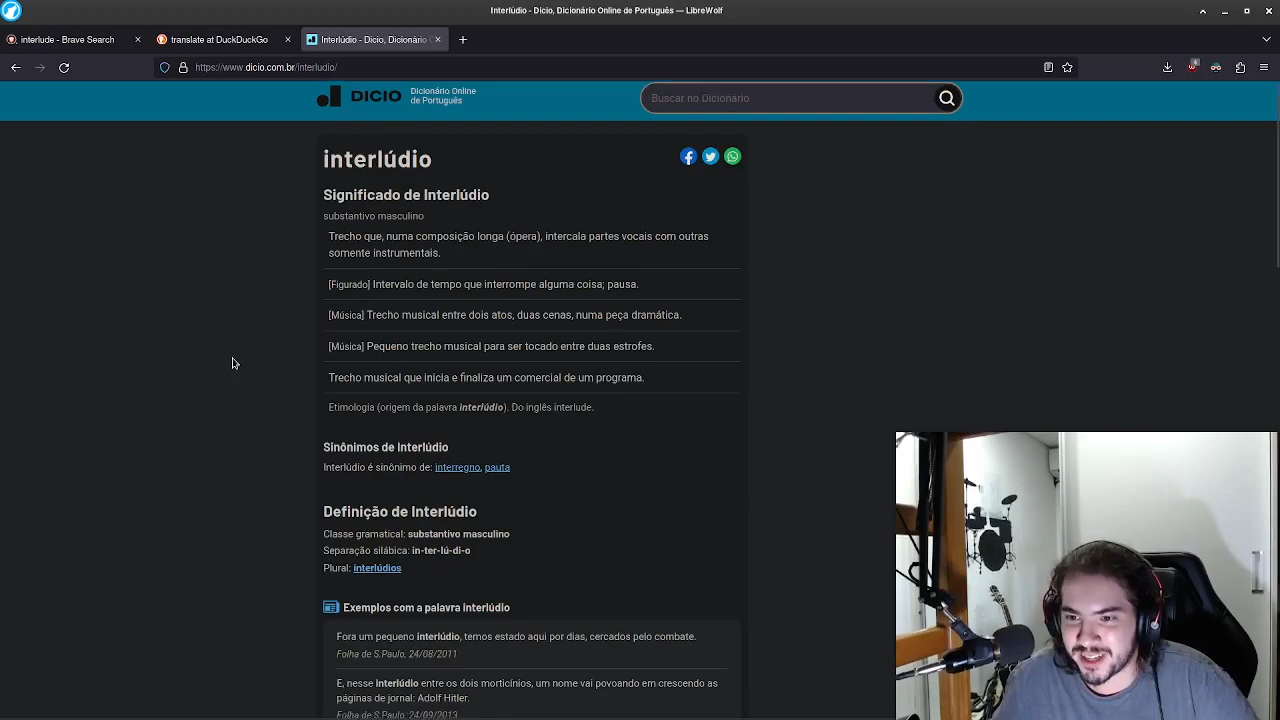 Interlúdio - Dicio, Dicionário Online de Português — LibreWolf
interlude - Brave Search
translate at DuckDuckGo
Interlúdio - Dicio, Dicionário
https://www.dicio.com.br/interludio/
4
DICIO
Dicionário Online
de Português
Buscar no Dicionário
interlúdio
Significado de Interlúdio
substantivo masculino
Trecho que, numa composição longa (ópera), intercala partes vocais com outras
somente instrumentais.
[Figurado] Intervalo de tempo que interrompe alguma coisa; pausa.
[Música] Trecho musical entre dois atos, duas cenas, numa peça dramática.
[Música] Pequeno trecho musical para ser tocado entre duas estrofes.
Trecho musical que inicia e finaliza um comercial de um programa.
Etimologia (origem da palavra interlúdio). Do inglês interlude.
Sinônimos de Interlúdio
Interlúdio é sinônimo de: interregno, pauta
Definição de Interlúdio
Classe gramatical: substantivo masculino
Separação silábica: in-ter-lú-di-o
Plural: interlúdios
Exemplos com a palavra interlúdio
Fora um pequeno interlúdio, temos estado aqui por dias, cercados pelo combate.
Folha de S.Paulo, 24/08/2011
E, nesse interlúdio entre os dois morticínios, um nome vai povoando em crescendo as
páginas de jornal: Adolf Hitler.
Folha de S.Paulo, 24/09/2013